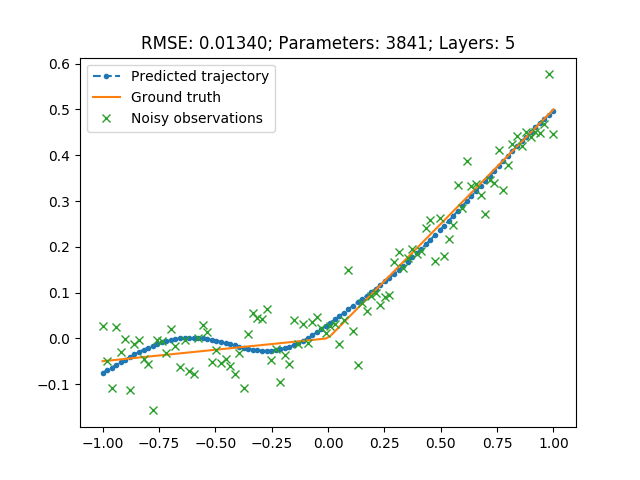 RMSE: 0.01340; Parameters: 3841; Layers: 5
Predicted trajectory
Ground truth
Noisy observations
0.6
0.5
0.4
0.3
0.2
0.1
0.0
−0.1
−1.00 −0.75 −0.50 −0.25 0.00 0.25 0.50 0.75 1.00